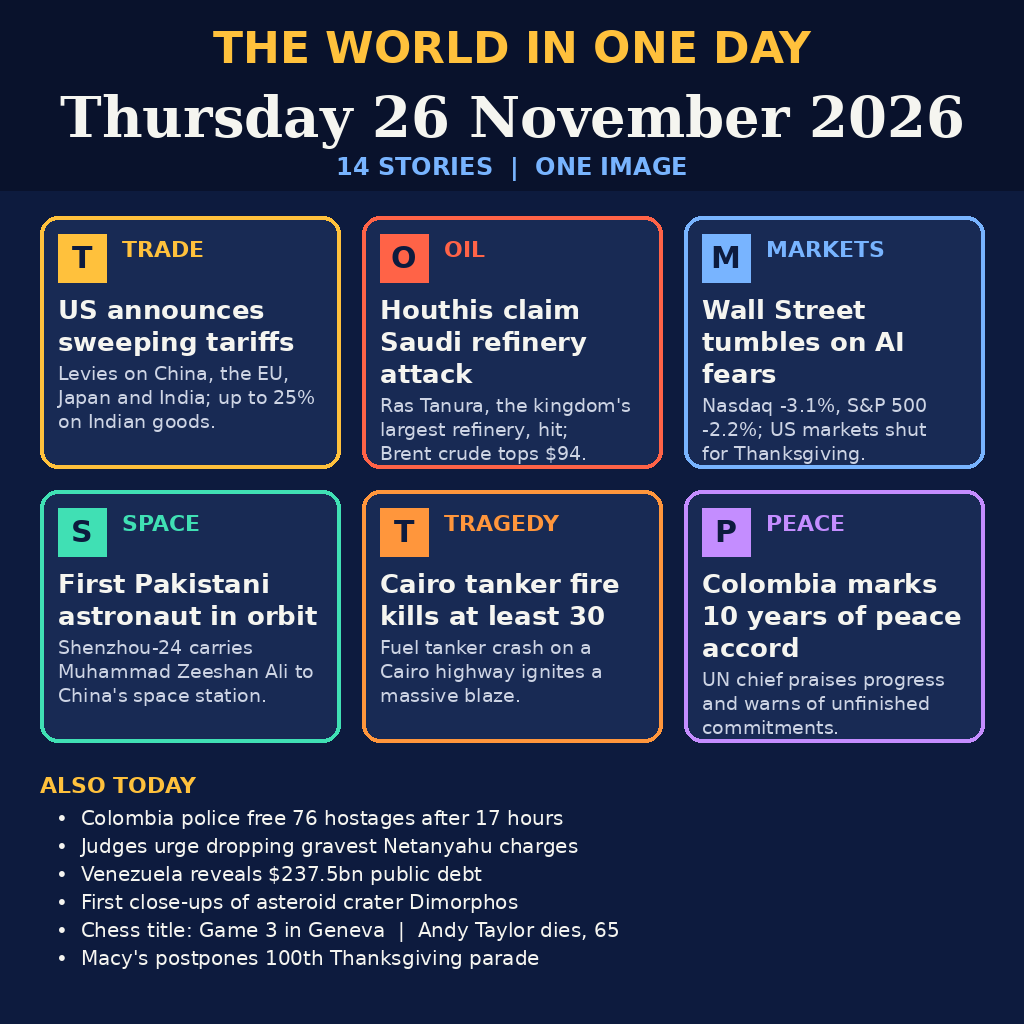 THE WORLD IN ONE DAY
Thursday 26 November 2026
14 STORIES | ONE IMAGE
T TRADE
US announces
sweeping tariffs
Levies on China, the EU,
Japan and India; up to 25%
on Indian goods.
O OIL
Houthis claim
Saudi refinery
attack
Ras Tanura, the kingdom's
largest refinery, hit;
Brent crude tops $94.
M MARKETS
Wall Street
tumbles on AI
fears
Nasdaq -3.1%, S&P 500
-2.2%; US markets shut
for Thanksgiving.
S SPACE
First Pakistani
astronaut in orbit
Shenzhou-24 carries
Muhammad Zeeshan Ali to
China's space station.
T TRAGEDY
Cairo tanker fire
kills at least 30
Fuel tanker crash on a
Cairo highway ignites a
massive blaze.
P PEACE
Colombia marks
10 years of peace
accord
UN chief praises progress
and warns of unfinished
commitments.
ALSO TODAY
• Colombia police free 76 hostages after 17 hours
• Judges urge dropping gravest Netanyahu charges
• Venezuela reveals $237.5bn public debt
• First close-ups of asteroid crater Dimorphos
• Chess title: Game 3 in Geneva | Andy Taylor dies, 65
• Macy's postpones 100th Thanksgiving parade